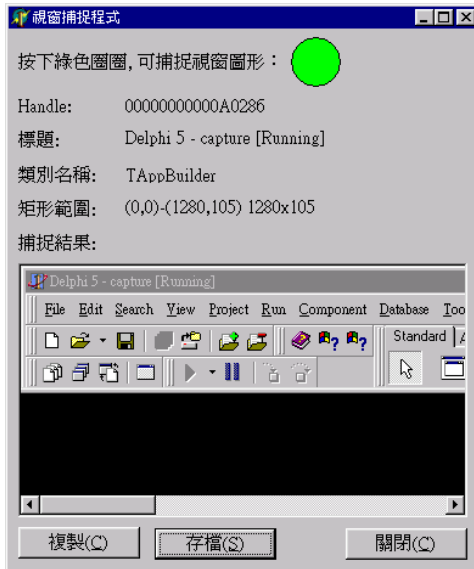 視窗捕捉程式
按下綠色圈圈,可捕捉視窗圖形：
Handle: 00000000000A0286
標題: Delphi 5 - capture [Running]
類別名稱: TAppBuilder
矩形範圍: (0,0)-(1280,105) 1280x105
捕捉結果:
Delphi 5 - capture [Running]
File Edit Search View Project Run Component Database Too
Standard A
複製(C) 存檔(S) 關閉(C)